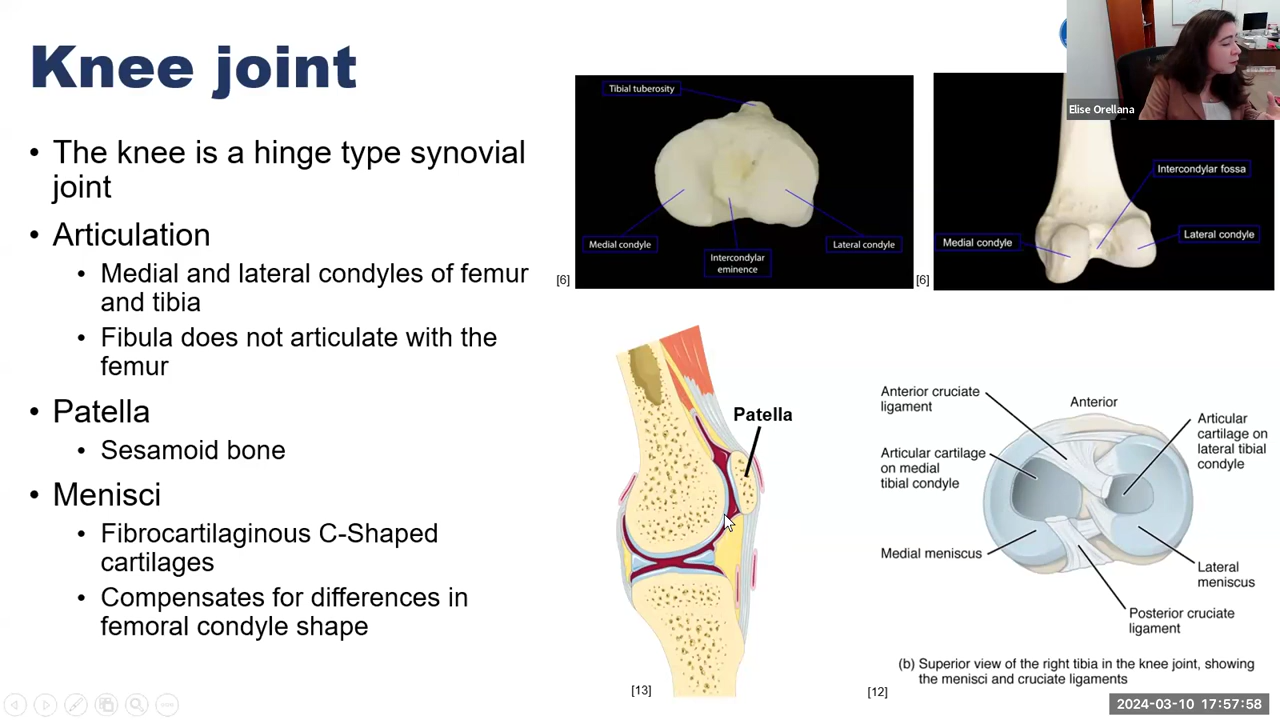 Knee joint
• The knee is a hinge type synovial
joint
• Articulation
• Medial and lateral condyles of femur
and tibia
• Fibula does not articulate with the
femur
• Patella
• Sesamoid bone
• Menisci
• Fibrocartilaginous C-Shaped
cartilages
• Compensates for differences in
femoral condyle shape
Tibial tuberosity
Medial condyle
Intercondylar
eminence
Lateral condyle
[6]
Elise Orellana
Intercondylar fossa
Medial condyle
Lateral condyle
[6]
Patella
[13]
Anterior cruciate
ligament
Anterior
Articular
cartilage on
lateral tibial
condyle
Articular cartilage
on medial
tibial condyle
Medial meniscus
Lateral
meniscus
Posterior cruciate
ligament
(b) Superior view of the right tibia in the knee joint, showing
the menisci and cruciate ligaments
[12]
2024-03-10 17:57:58